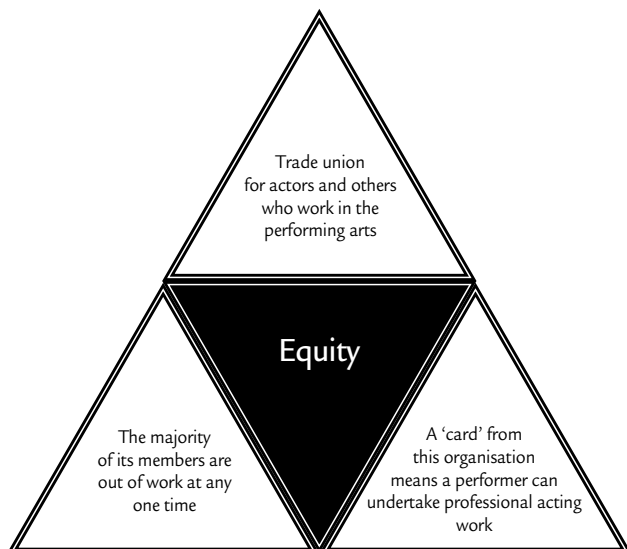 Trade union
for actors and others
who work in the
performing arts
Equity
The majority
of its members are
out of work at any
one time
A ‘card’ from
this organisation
means a performer can
undertake professional acting
work